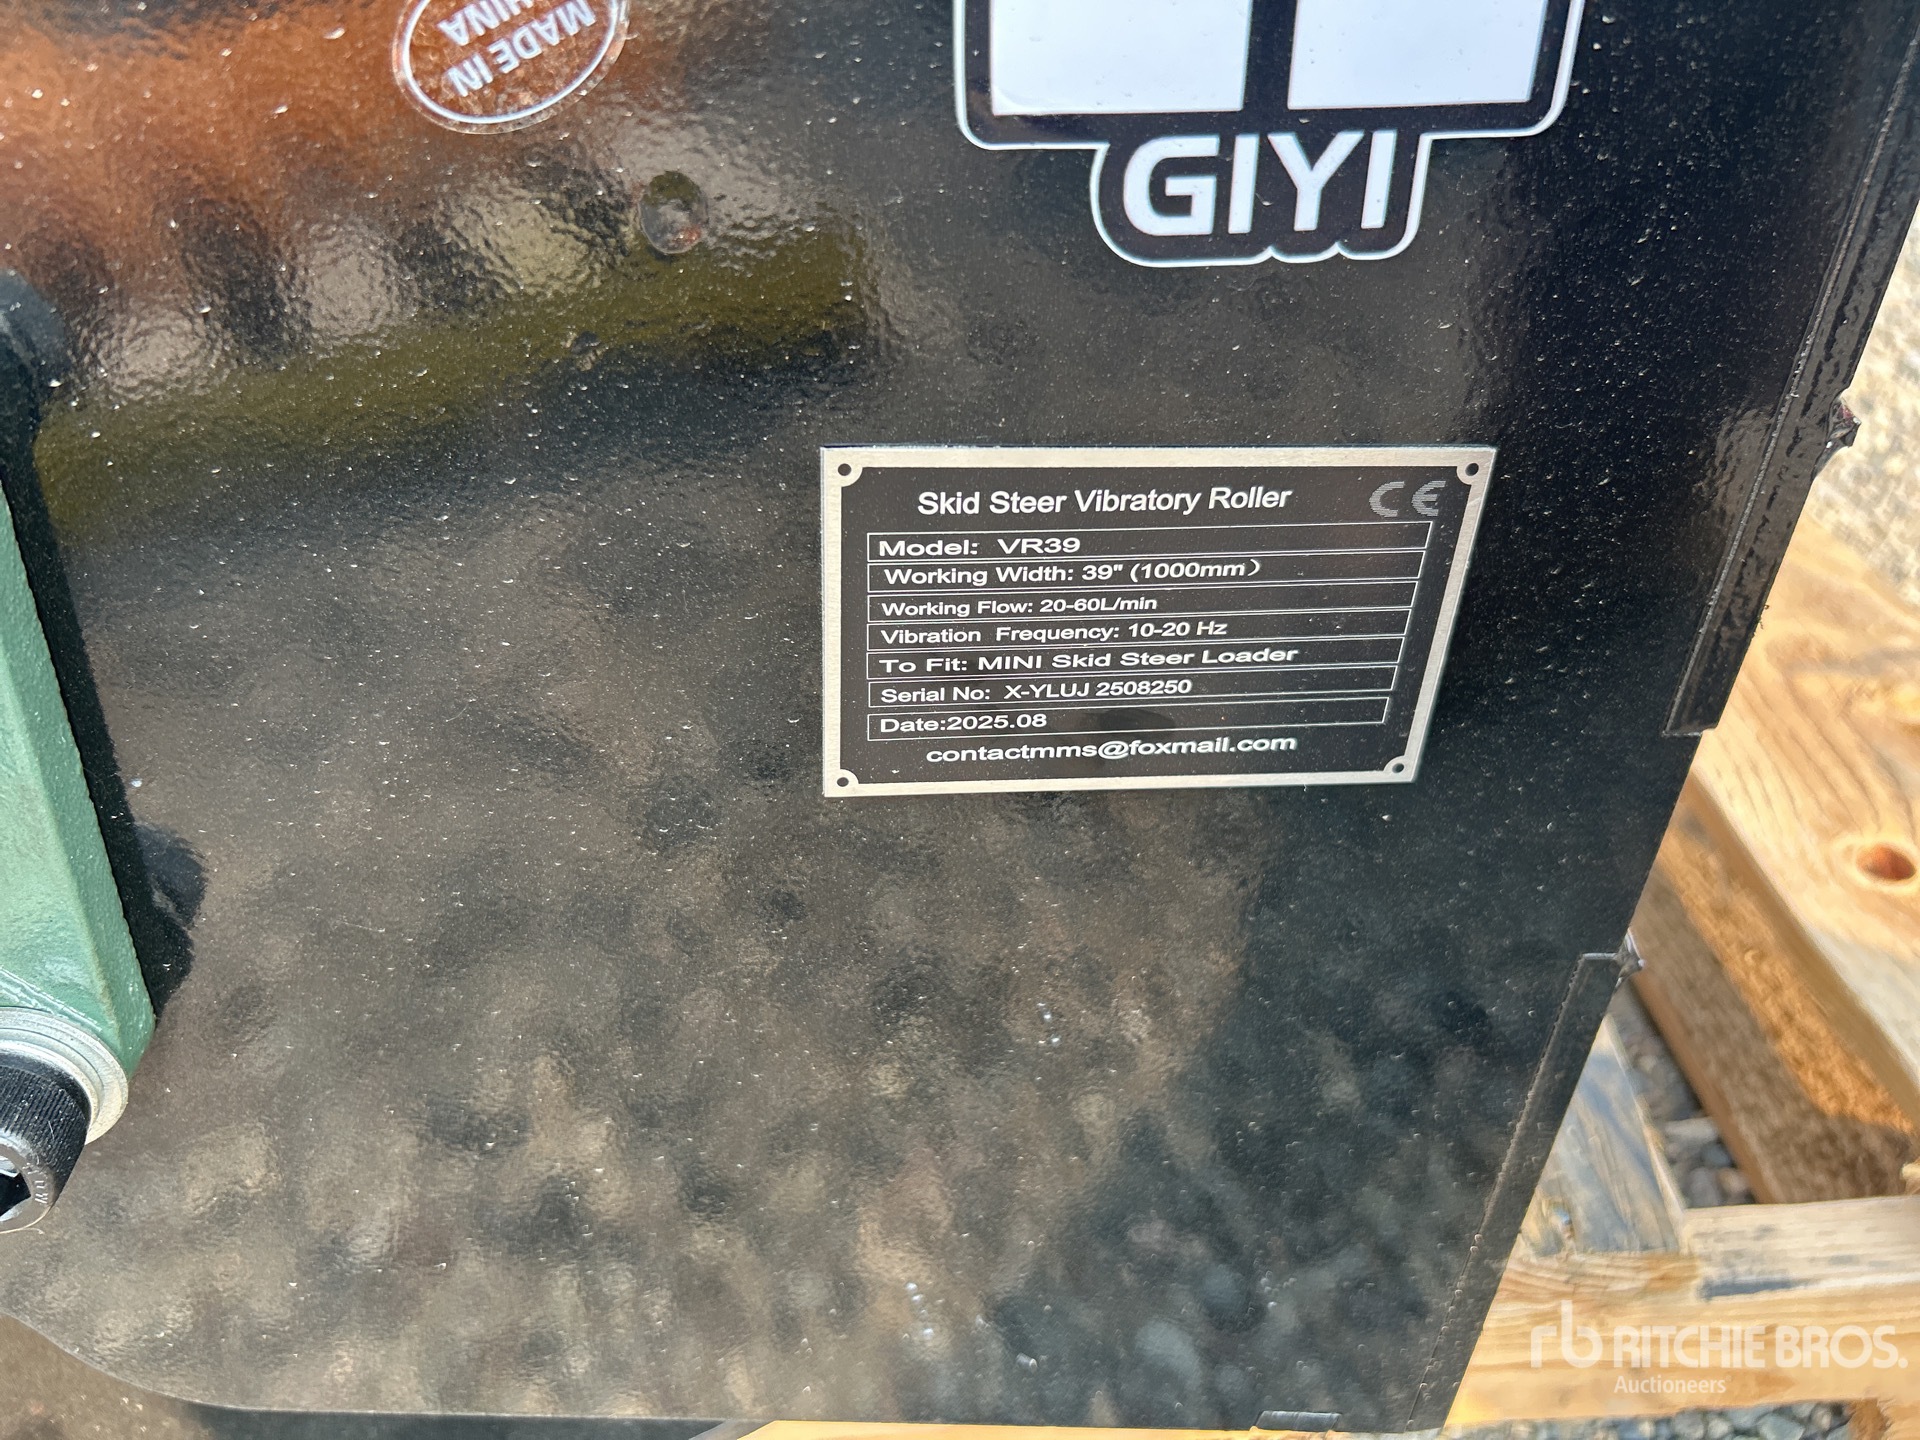 MADE IN
CHINA
GIYI
Skid Steer Vibratory Roller CE
Model: VR39
Working Width: 39" (1000mm)
Working Flow: 20-60L/min
Vibration Frequency: 10-20 Hz
To Fit: MINI Skid Steer Loader
Serial No: X-YLUJ 2508250
Date:2025.08
contactmms@foxmail.com
rb RITCHIE BROS.
Auctioneers